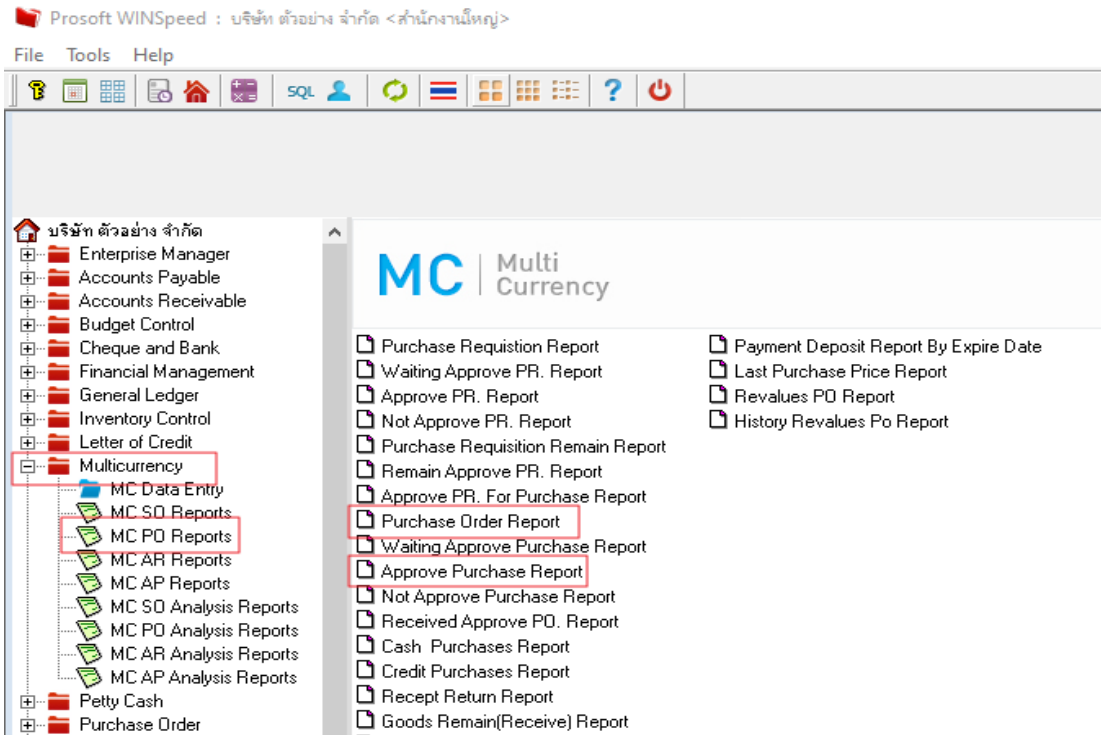 Prosoft WINSpeed : บริษัท ตัวอย่าง จำกัด <สำนักงานใหญ่>
File Tools Help
SQL
?
บริษัท ตัวอย่าง จำกัด
Enterprise Manager
Accounts Payable
Accounts Receivable
Budget Control
Cheque and Bank
Financial Management
General Ledger
Inventory Control
Letter of Credit
Multicurrency
MC Data Entry
MC SO Reports
MC PO Reports
MC AR Reports
MC AP Reports
MC SO Analysis Reports
MC PO Analysis Reports
MC AR Analysis Reports
MC AP Analysis Reports
Petty Cash
Purchase Order
MC Multi
Currency
Purchase Requistion Report
Waiting Approve PR. Report
Approve PR. Report
Not Approve PR. Report
Purchase Requisition Remain Report
Remain Approve PR. Report
Approve PR. For Purchase Report
Purchase Order Report
Waiting Approve Purchase Report
Approve Purchase Report
Not Approve Purchase Report
Received Approve PO. Report
Cash Purchases Report
Credit Purchases Report
Recept Return Report
Goods Remain(Receive) Report
Payment Deposit Report By Expire Date
Last Purchase Price Report
Revalues PO Report
History Revalues Po Report